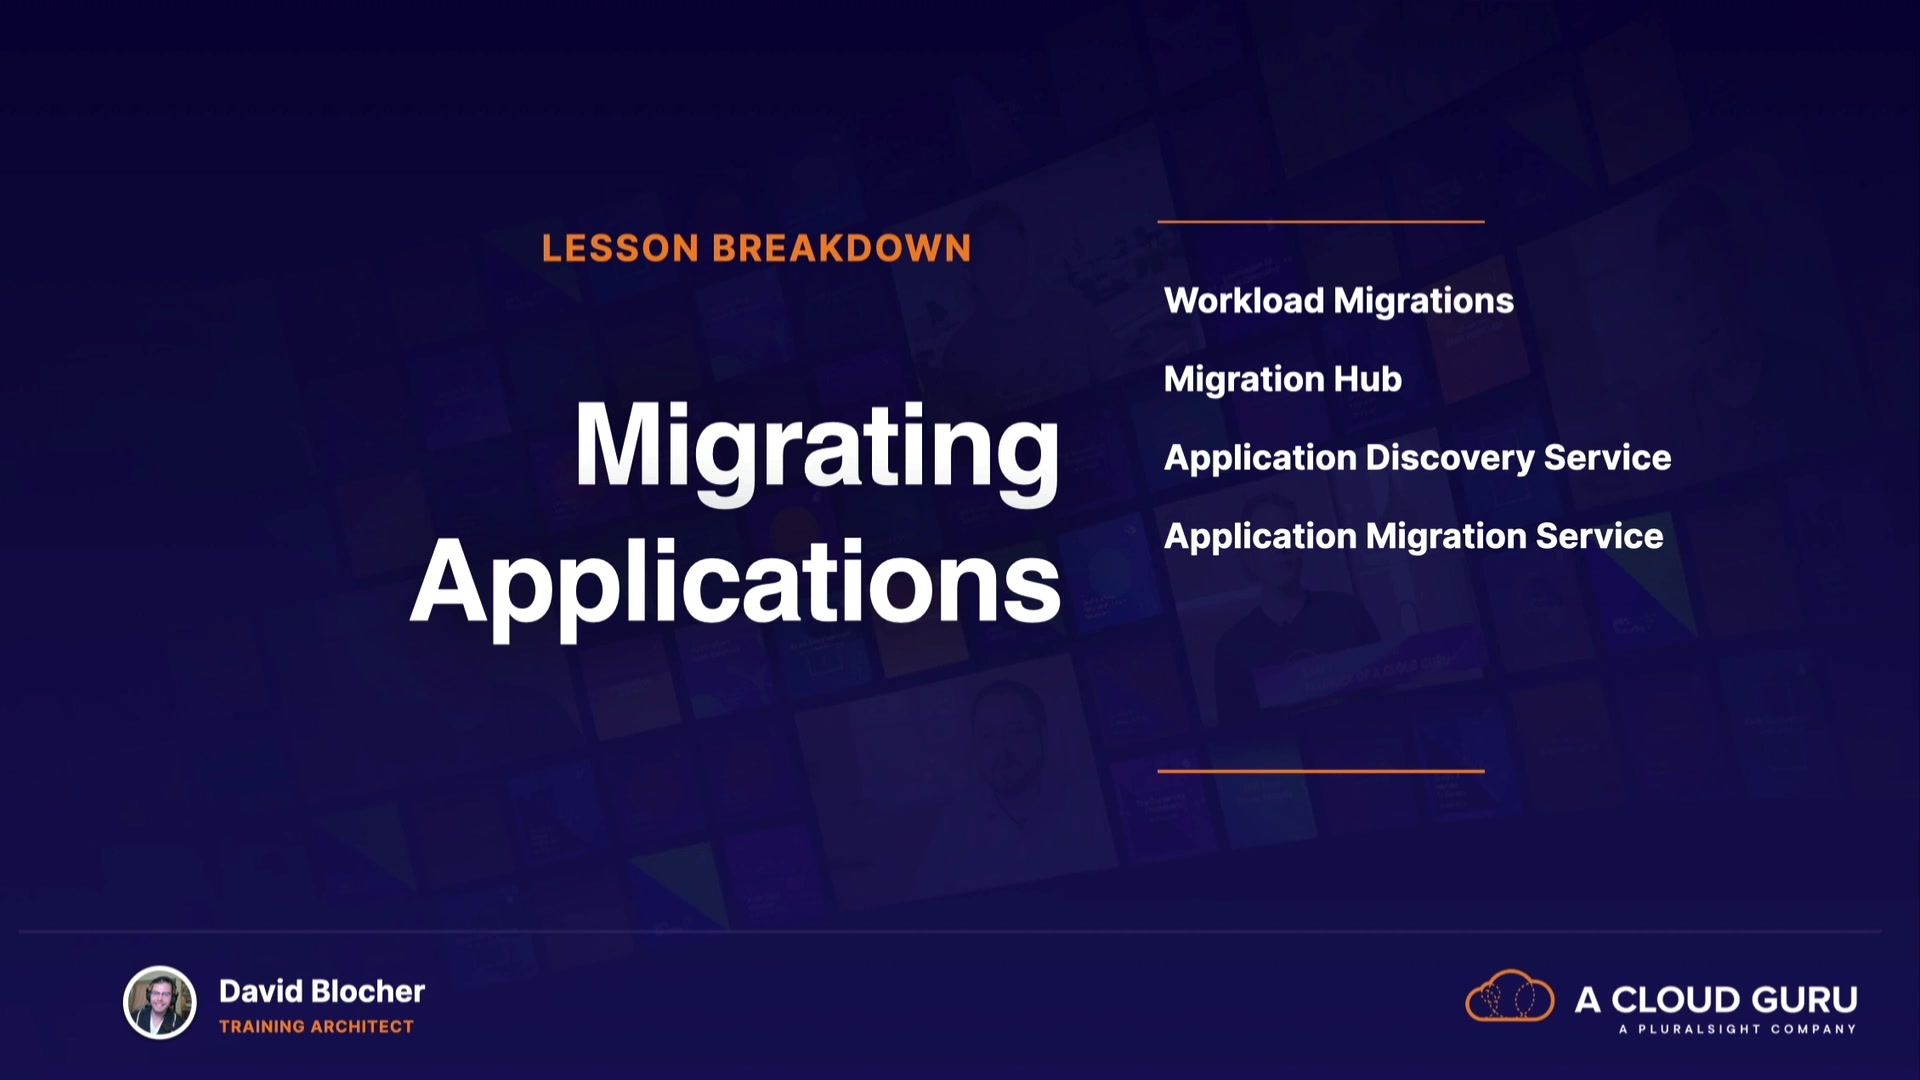 LESSON BREAKDOWN
Migrating
Applications
Workload Migrations
Migration Hub
Application Discovery Service
Application Migration Service
David Blocher
TRAINING ARCHITECT
A CLOUD GURU
A PLURALSIGHT COMPANY